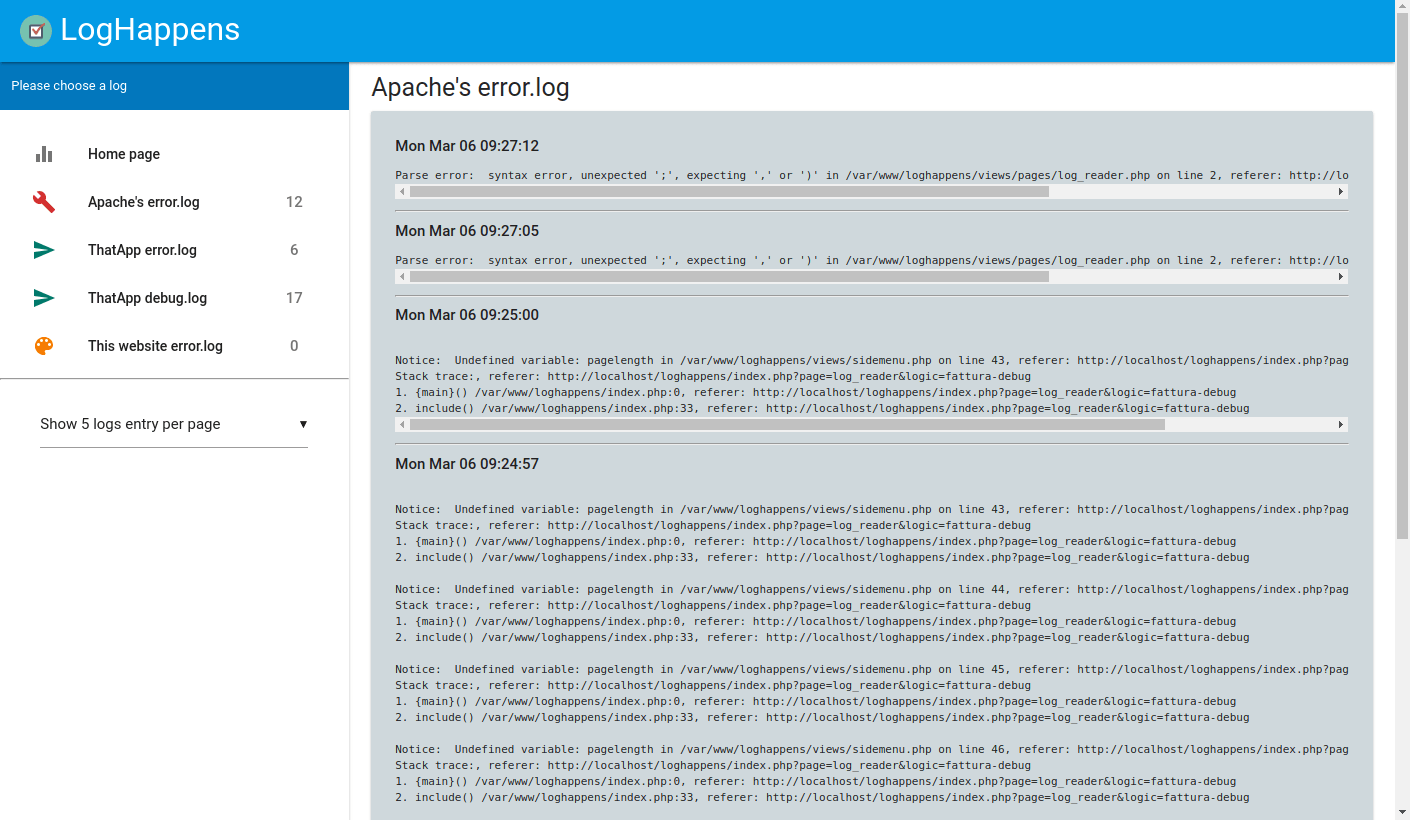 LogHappens
Please choose a log
Home page
Apache's error.log 12
ThatApp error.log 6
ThatApp debug.log 17
This website error.log 0
Show 5 logs entry per page
Apache's error.log
Mon Mar 06 09:27:12
Parse error:  syntax error, unexpected ';', expecting ',' or ')' in /var/www/loghappens/views/pages/log_reader.php on line 2, referer: http://lo
Mon Mar 06 09:27:05
Parse error:  syntax error, unexpected ';', expecting ',' or ')' in /var/www/loghappens/views/pages/log_reader.php on line 2, referer: http://lo
Mon Mar 06 09:25:00
Notice:  Undefined variable: pagelength in /var/www/loghappens/views/sidemenu.php on line 43, referer: http://localhost/loghappens/index.php?pag
Stack trace:, referer: http://localhost/loghappens/index.php?page=log_reader&logic=fattura-debug
1. {main}() /var/www/loghappens/index.php:0, referer: http://localhost/loghappens/index.php?page=log_reader&logic=fattura-debug
2. include() /var/www/loghappens/index.php:33, referer: http://localhost/loghappens/index.php?page=log_reader&logic=fattura-debug
Mon Mar 06 09:24:57
Notice:  Undefined variable: pagelength in /var/www/loghappens/views/sidemenu.php on line 43, referer: http://localhost/loghappens/index.php?pag
Stack trace:, referer: http://localhost/loghappens/index.php?page=log_reader&logic=fattura-debug
1. {main}() /var/www/loghappens/index.php:0, referer: http://localhost/loghappens/index.php?page=log_reader&logic=fattura-debug
2. include() /var/www/loghappens/index.php:33, referer: http://localhost/loghappens/index.php?page=log_reader&logic=fattura-debug
Notice:  Undefined variable: pagelength in /var/www/loghappens/views/sidemenu.php on line 44, referer: http://localhost/loghappens/index.php?pag
Stack trace:, referer: http://localhost/loghappens/index.php?page=log_reader&logic=fattura-debug
1. {main}() /var/www/loghappens/index.php:0, referer: http://localhost/loghappens/index.php?page=log_reader&logic=fattura-debug
2. include() /var/www/loghappens/index.php:33, referer: http://localhost/loghappens/index.php?page=log_reader&logic=fattura-debug
Notice:  Undefined variable: pagelength in /var/www/loghappens/views/sidemenu.php on line 45, referer: http://localhost/loghappens/index.php?pag
Stack trace:, referer: http://localhost/loghappens/index.php?page=log_reader&logic=fattura-debug
1. {main}() /var/www/loghappens/index.php:0, referer: http://localhost/loghappens/index.php?page=log_reader&logic=fattura-debug
2. include() /var/www/loghappens/index.php:33, referer: http://localhost/loghappens/index.php?page=log_reader&logic=fattura-debug
Notice:  Undefined variable: pagelength in /var/www/loghappens/views/sidemenu.php on line 46, referer: http://localhost/loghappens/index.php?pag
Stack trace:, referer: http://localhost/loghappens/index.php?page=log_reader&logic=fattura-debug
1. {main}() /var/www/loghappens/index.php:0, referer: http://localhost/loghappens/index.php?page=log_reader&logic=fattura-debug
2. include() /var/www/loghappens/index.php:33, referer: http://localhost/loghappens/index.php?page=log_reader&logic=fattura-debug